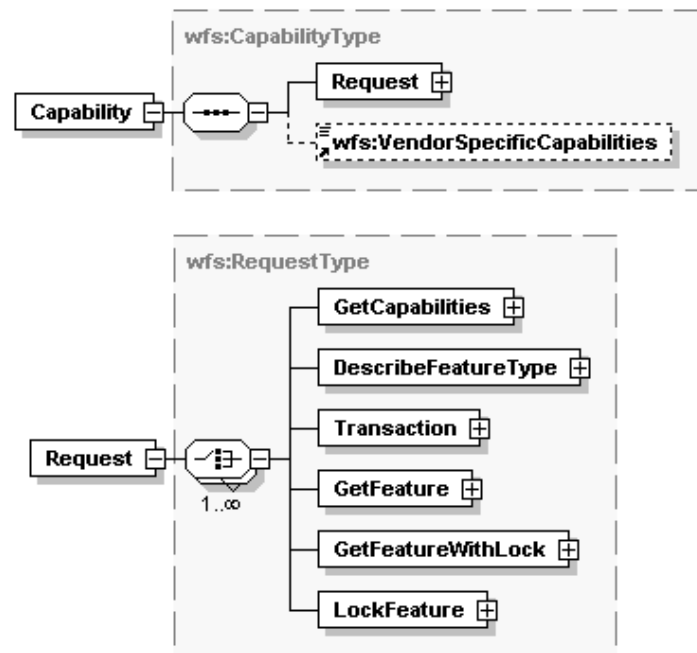 wfs:CapabilityType
Capability
Request
wfs:VendorSpecificCapabilities
wfs:RequestType
GetCapabilities
DescribeFeatureType
Transaction
Request
GetFeature
1..∞
GetFeatureWithLock
LockFeature